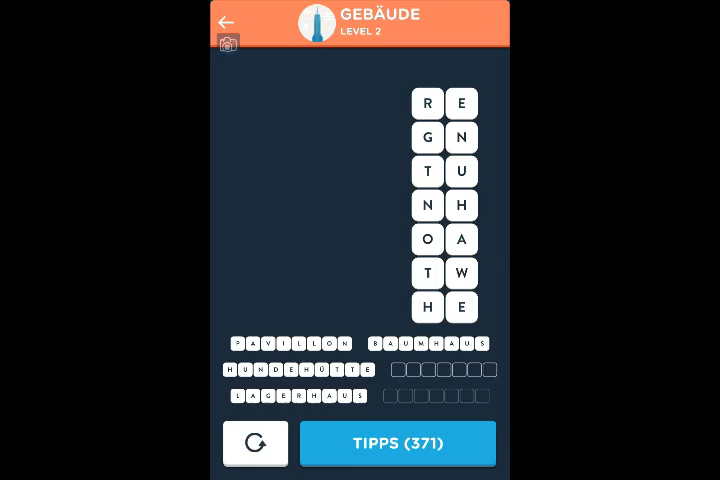 GEBÄUDE
LEVEL 2
R E
G N
T U
N H
O A
T W
H E
PAVILLON BAUMHAUS
HUNDEHÜTTE
LAGERHAUS
TIPPS (371)